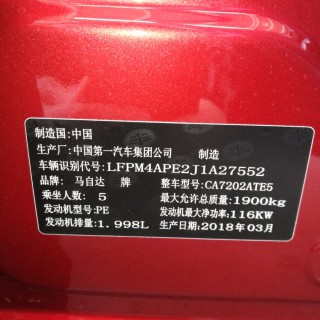 制造国:中国
生产厂:中国第一汽车集团公司 制造
车辆识别代号:LFPM4APE2J1A27552
品牌:马自达 牌 整车型号:CA7202ATE5
乘坐人数: 5 最大允许总质量:1900kg
发动机型号:PE 发动机最大净功率:116KW
发动机排量:1.998L 生产日期:2018年03月